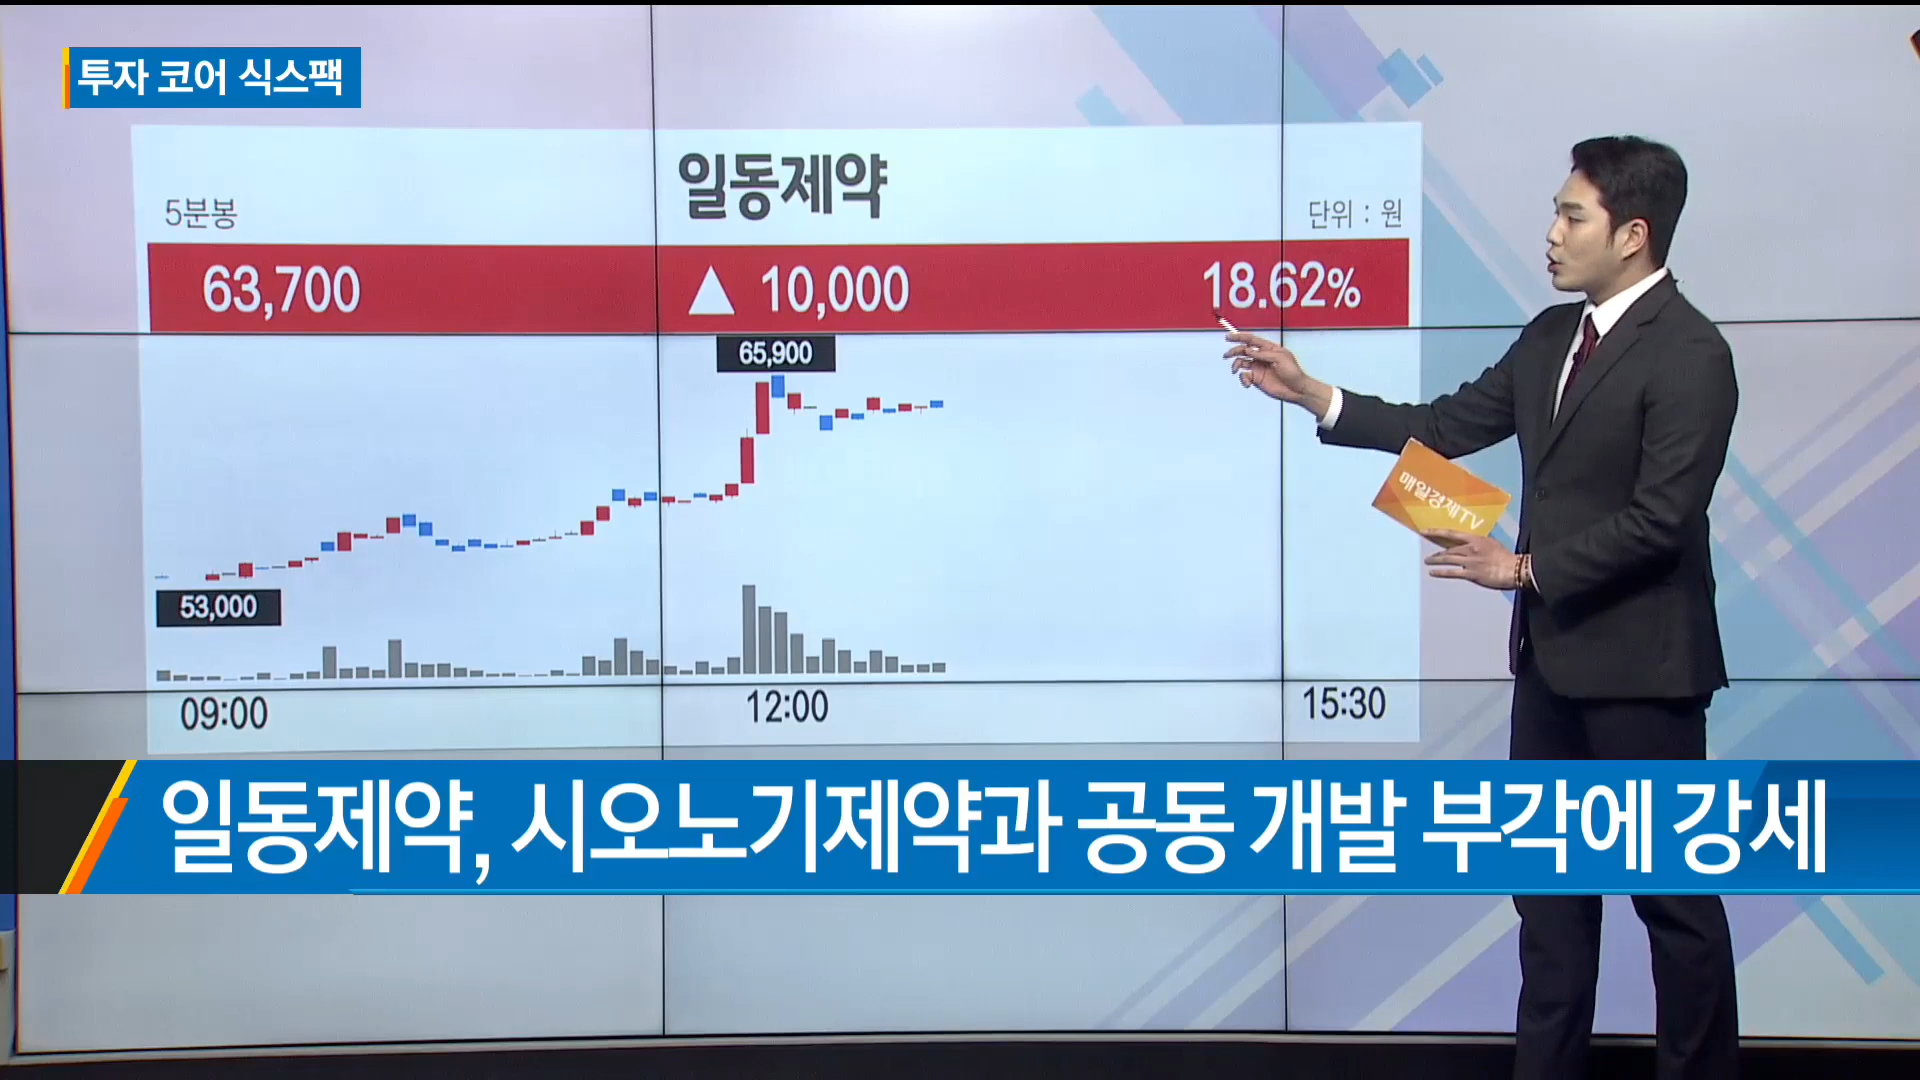 투자 코어 식스팩
일동제약
5분봉
단위 : 원
63,700 ▲ 10,000 18.62%
65,900
53,000
매일경제TV
09:00 12:00 15:30
일동제약, 시오노기제약과 공동 개발 부각에 강세